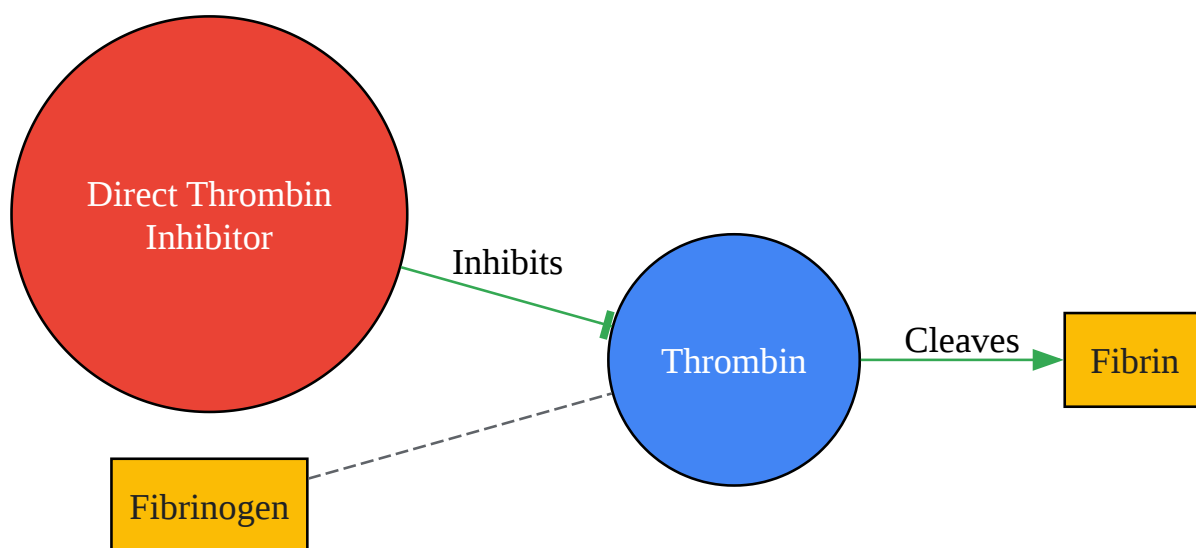 Direct Thrombin
Inhibitor
Inhibits
Thrombin
Cleaves
Fibrin
Fibrinogen